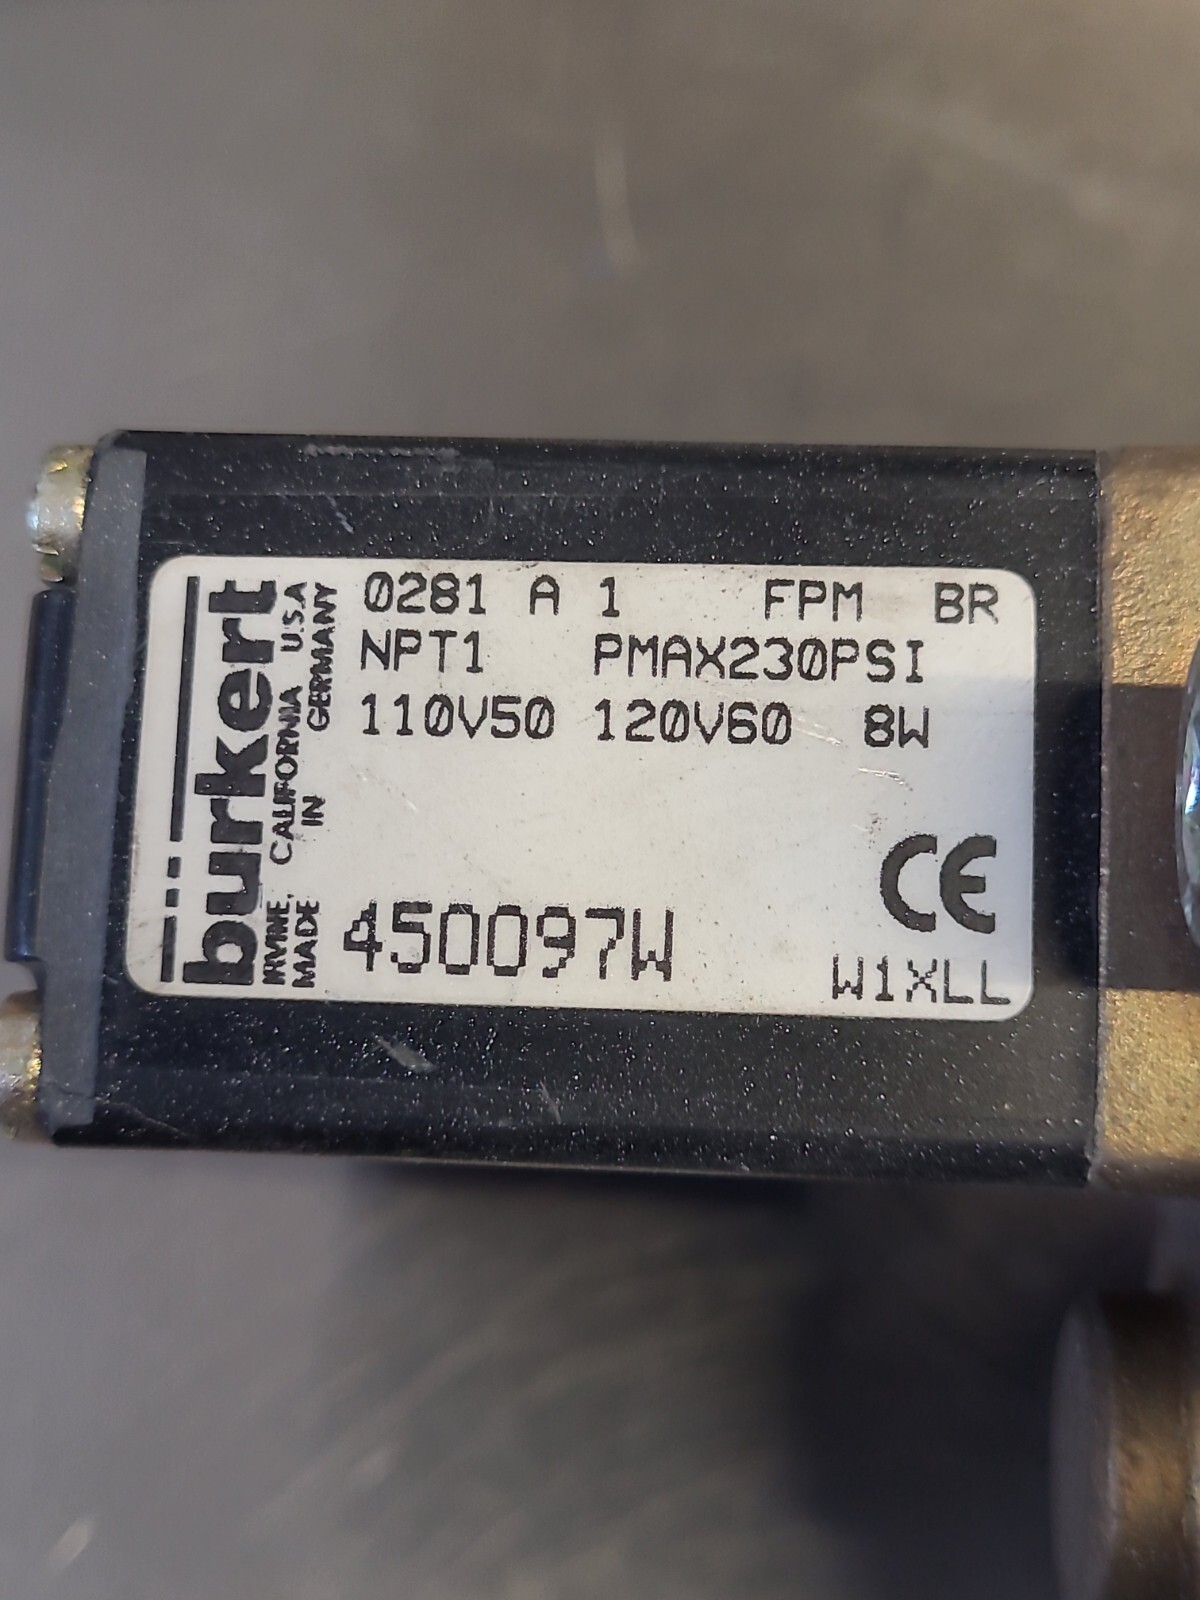 burkert
IRVINE, CALIFORNIA U.S.A
MADE IN GERMANY
0281 A 1 FPM BR
NPT1 PMAX230PSI
110V50 120V60 8W
CE
450097W
W1XLL